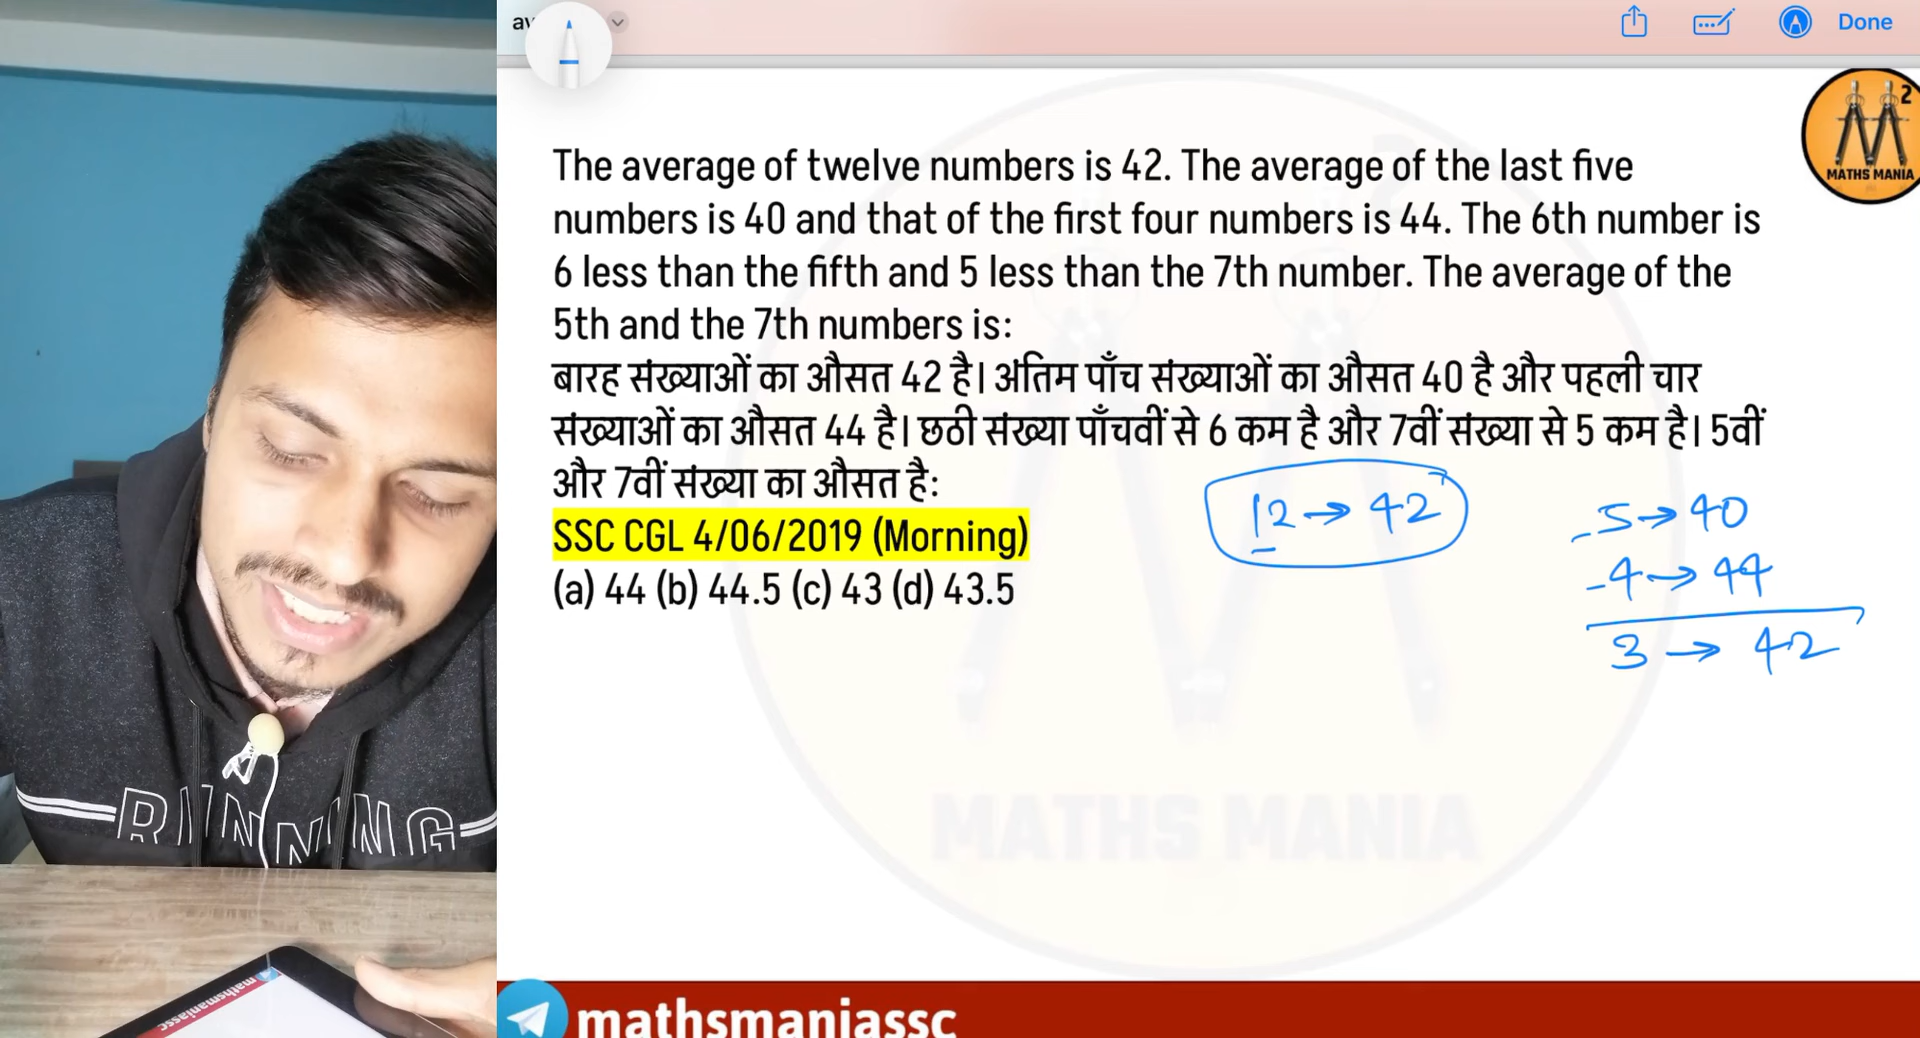 Done
2
MATHS MANIA
The average of twelve numbers is 42. The average of the last five
numbers is 40 and that of the first four numbers is 44. The 6th number is
6 less than the fifth and 5 less than the 7th number. The average of the
5th and the 7th numbers is:
बारह संख्याओं का औसत 42 है। अंतिम पाँच संख्याओं का औसत 40 है और पहली चार
संख्याओं का औसत 44 है। छठी संख्या पाँचवीं से 6 कम है और 7वीं संख्या से 5 कम है। 5वीं
और 7वीं संख्या का औसत है:
12 → 42
5 → 40
SSC CGL 4/06/2019 (Morning)
-4 → 44
(a) 44 (b) 44.5 (c) 43 (d) 43.5
3 → 42
MATHS MANIA
RUNNING
mathsmaniassc
mathsmaniassc